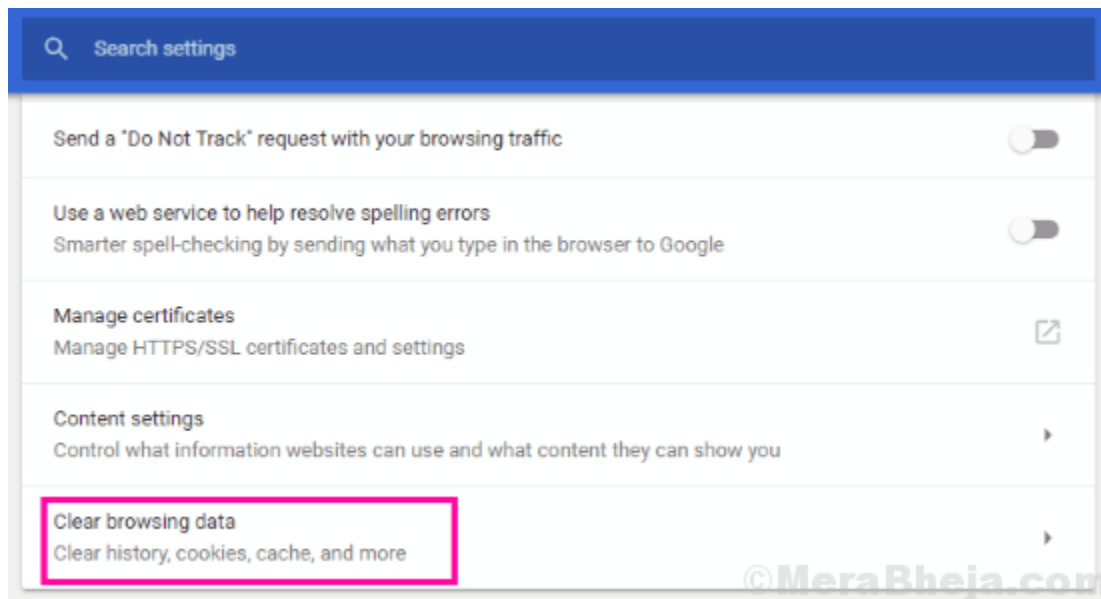 Search settings
Send a "Do Not Track" request with your browsing traffic
Use a web service to help resolve spelling errors
Smarter spell-checking by sending what you type in the browser to Google
Manage certificates
Manage HTTPS/SSL certificates and settings
Content settings
Control what information websites can use and what content they can show you
Clear browsing data
Clear history, cookies, cache, and more
©MeraBheja.com